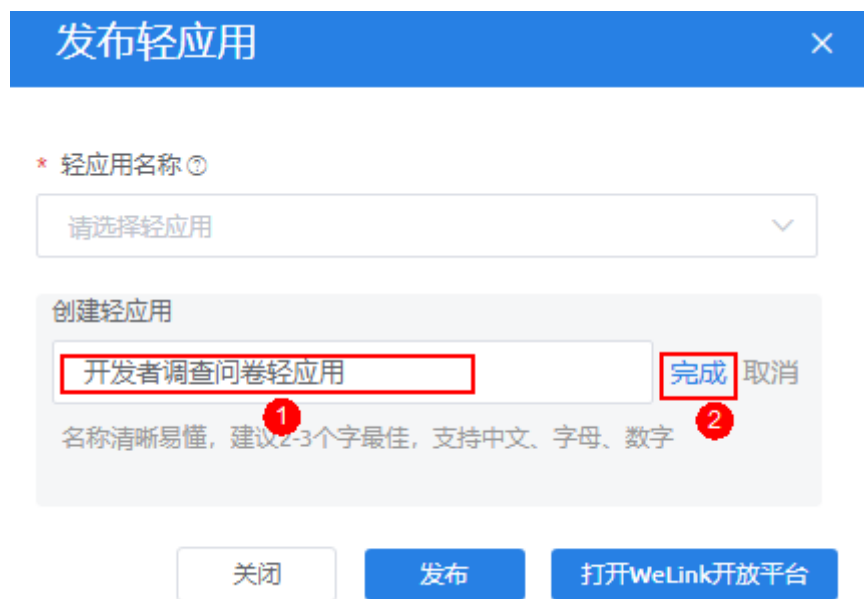 发布轻应用 ×
* 轻应用名称 ?
请选择轻应用
创建轻应用
开发者调查问卷轻应用 完成 取消
1 2
名称清晰易懂，建议2-3个字最佳，支持中文、字母、数字
关闭 发布 打开WeLink开放平台